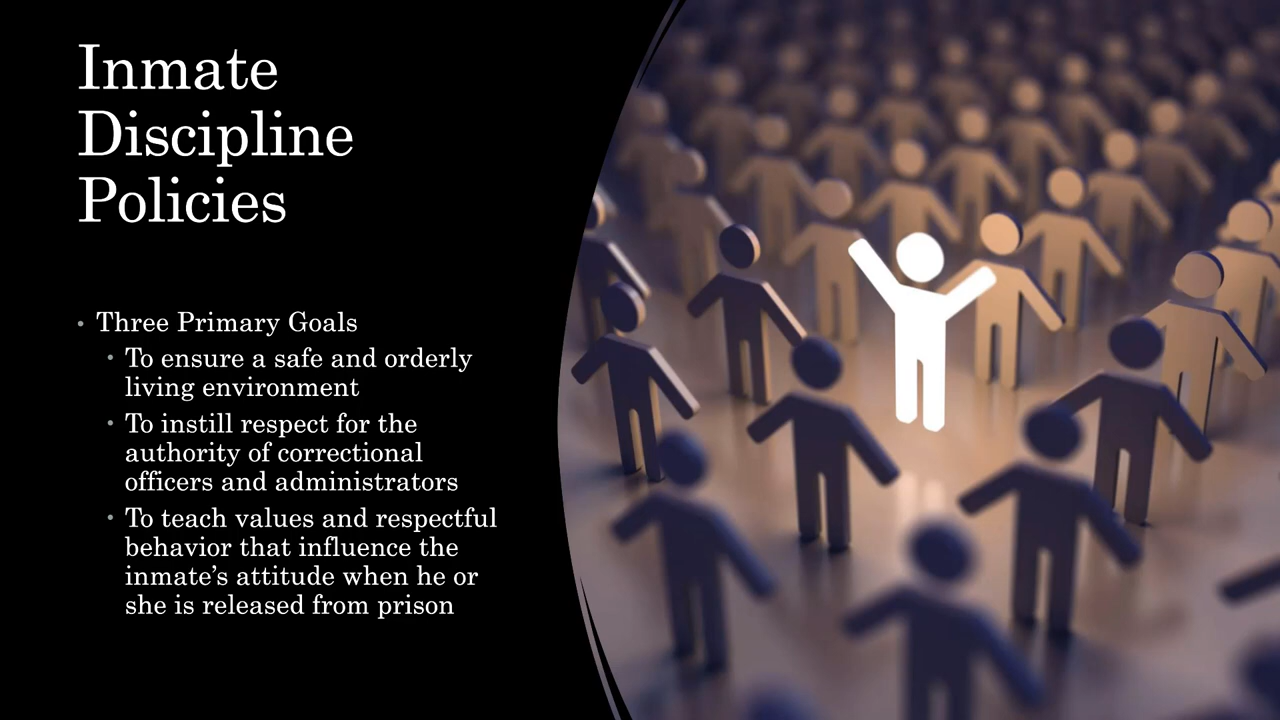 Inmate
Discipline
Policies
• Three Primary Goals
• To ensure a safe and orderly
living environment
• To instill respect for the
authority of correctional
officers and administrators
• To teach values and respectful
behavior that influence the
inmate’s attitude when he or
she is released from prison